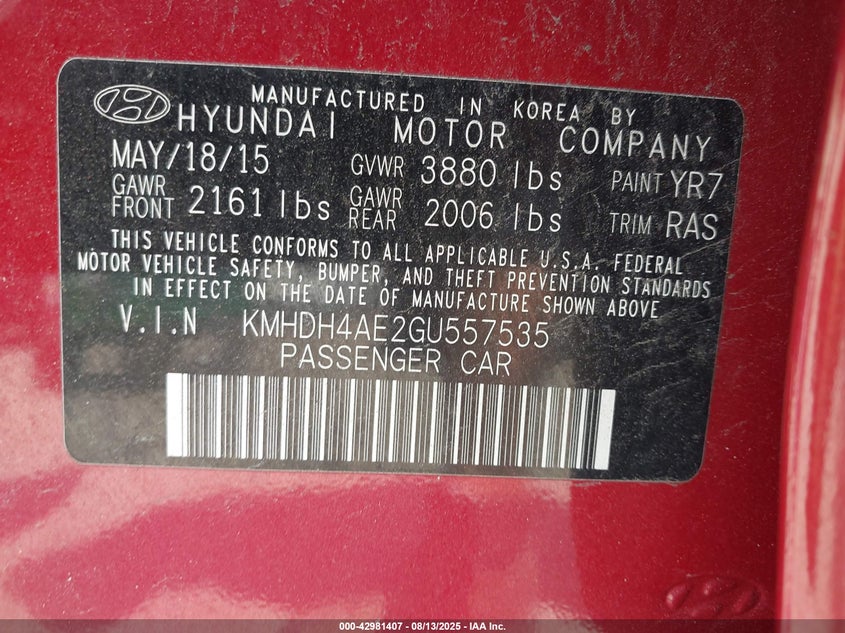 MANUFACTURED IN KOREA BY
HYUNDAI MOTOR COMPANY
MAY/18/15 GVWR 3880 lbs PAINT YR7
GAWR FRONT 2161 lbs GAWR REAR 2006 lbs TRIM RAS
THIS VEHICLE CONFORMS TO ALL APPLICABLE U.S.A. FEDERAL
MOTOR VEHICLE SAFETY, BUMPER, AND THEFT PREVENTION STANDARDS
IN EFFECT ON THE DATE OF MANUFACTURE SHOWN ABOVE
V.I.N KMHDH4AE2GU557535
PASSENGER CAR
000-42981407 - 08/13/2025 - IAA Inc.